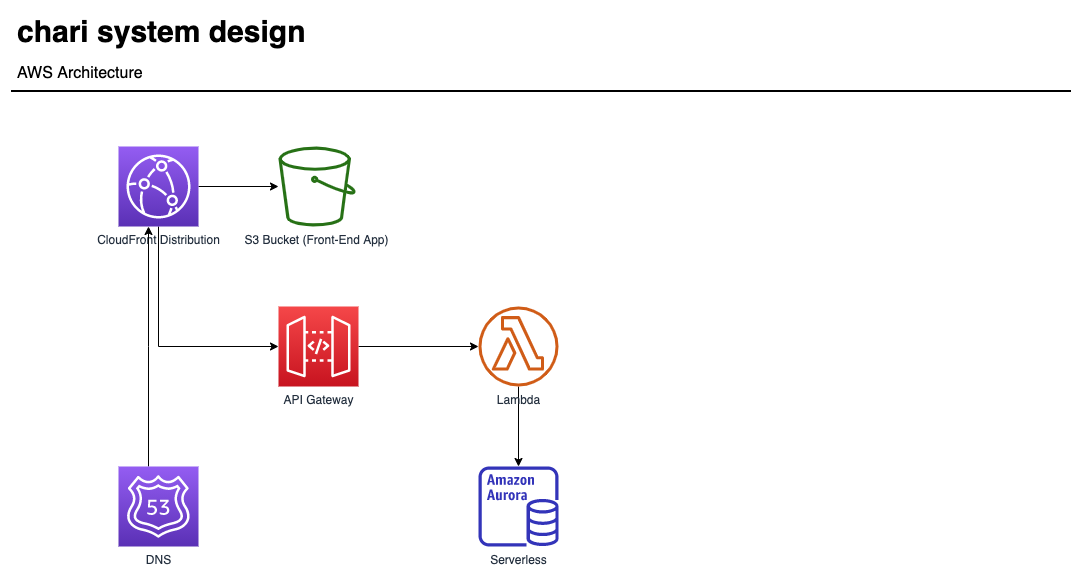 chari system design
AWS Architecture
CloudFront Distribution
S3 Bucket (Front-End App)
</>
API Gateway
Lambda
53
DNS
Amazon
Aurora
Serverless